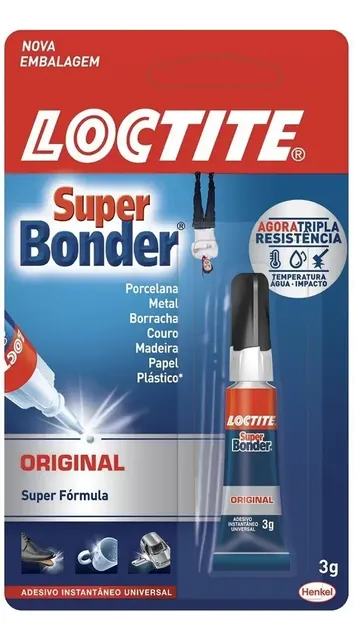 NOVA
EMBALAGEM
LOCTITE®
Super
Bonder®
AGORA TRIPLA
RESISTÊNCIA
TEMPERATURA
ÁGUA · IMPACTO
Porcelana
Metal
Borracha
Couro
Madeira
Papel
Plástico*
LOCTITE
Super
Bonder
ORIGINAL
ADESIVO
INSTANTÂNEO
UNIVERSAL
3g
ORIGINAL
Super Fórmula
3g
ADESIVO INSTANTÂNEO UNIVERSAL
Henkel